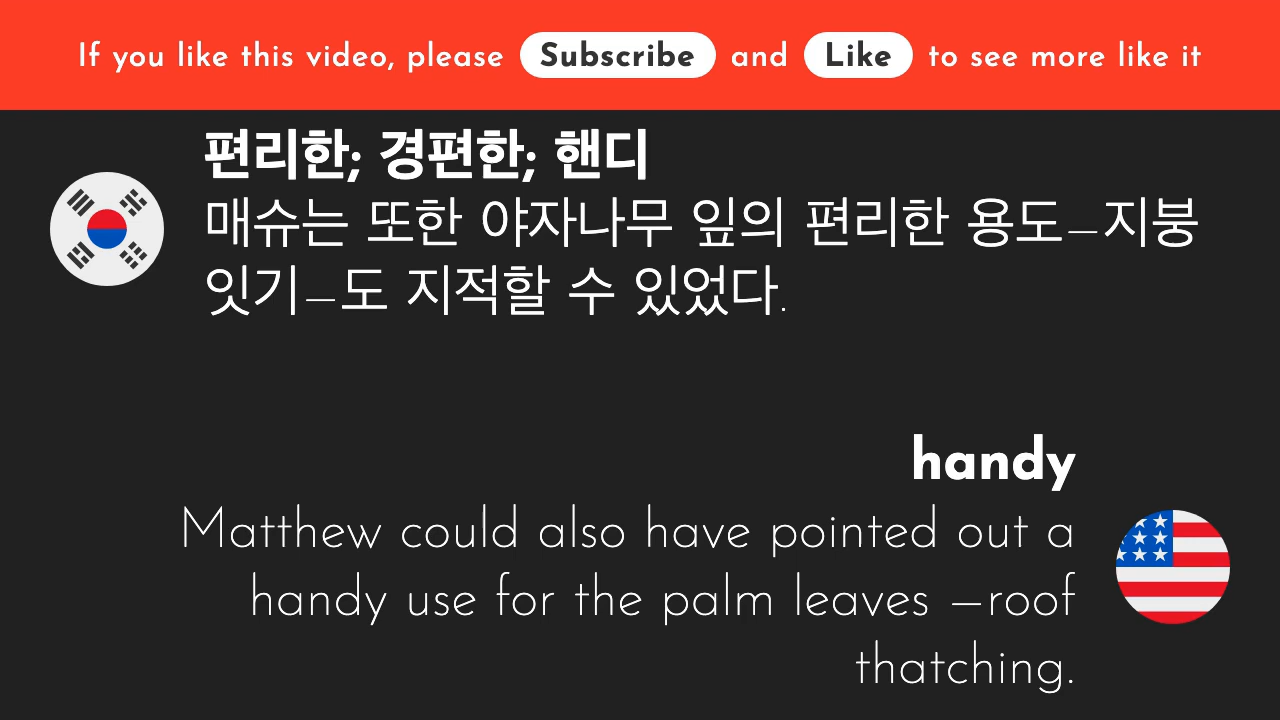 If you like this video, please Subscribe and Like to see more like it
편리한; 경편한; 핸디
매슈는 또한 야자나무 잎의 편리한 용도–지붕
잇기–도 지적할 수 있었다.
handy
Matthew could also have pointed out a
handy use for the palm leaves –roof
thatching.